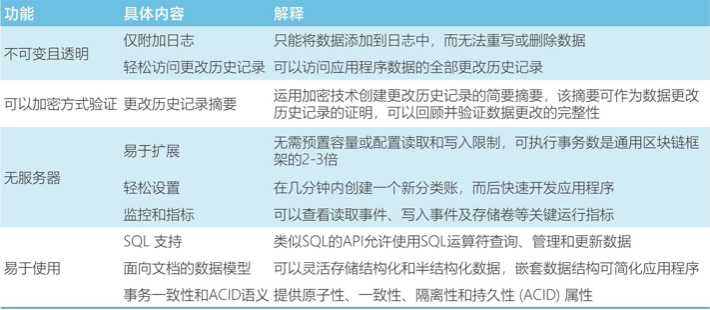 功能 具体内容 解释
不可变且透明 仅附加日志 只能将数据添加到日志中，而无法重写或删除数据
轻松访问更改历史记录 可以访问应用程序数据的全部更改历史记录
可以加密方式验证 更改历史记录摘要 运用加密技术创建更改历史记录的简要摘要，该摘要可作为数据更改
历史记录的证明，可以回顾并验证数据更改的完整性
无服务器 易于扩展 无需预置容量或配置读取和写入限制，可执行事务数是通用区块链框
架的2-3倍
轻松设置 在几分钟内创建一个新分类账，而后快速开发应用程序
监控和指标 可以查看读取事件、写入事件及存储卷等关键运行指标
易于使用 SQL 支持 类似SQL的API允许使用SQL运算符查询、管理和更新数据
面向文档的数据模型 可以灵活存储结构化和半结构化数据，嵌套数据结构可简化应用程序
事务一致性和ACID语义 提供原子性、一致性、隔离性和持久性 (ACID) 属性